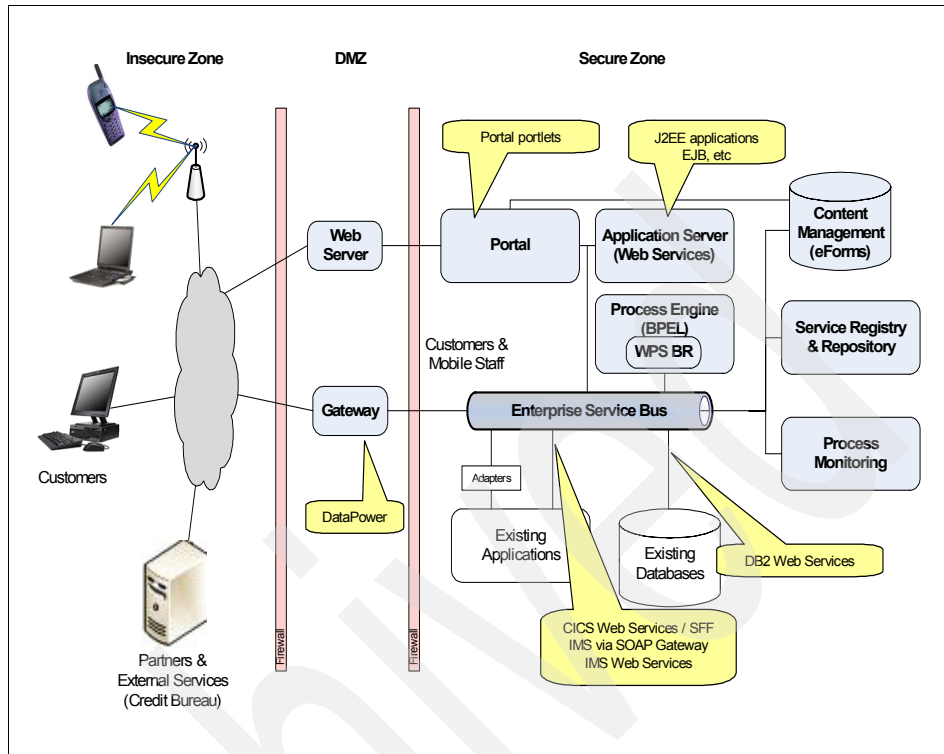 Insecure Zone
DMZ
Secure Zone
Portal portlets
J2EE applications
EJB, etc
Web
Server
Portal
Application Server
(Web Services)
Content
Management
(eForms)
Process Engine
(BPEL)
WPS BR
Service Registry
& Repository
Customers &
Mobile Staff
Gateway
Enterprise Service Bus
Process
Monitoring
Customers
Adapters
DataPower
Existing
Applications
Existing
Databases
DB2 Web Services
CICS Web Services / SFF
IMS via SOAP Gateway
IMS Web Services
Partners &
External Services
(Credit Bureau)
Firewall
Firewall
hived